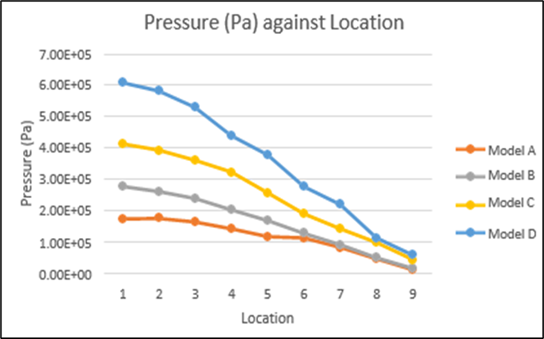 Pressure (Pa) against Location
7.00E+05
6.00E+05
5.00E+05
4.00E+05
3.00E+05
2.00E+05
1.00E+05
0.00E+00
Pressure (Pa)
1 2 3 4 5 6 7 8 9
Location
Model A
Model B
Model C
Model D